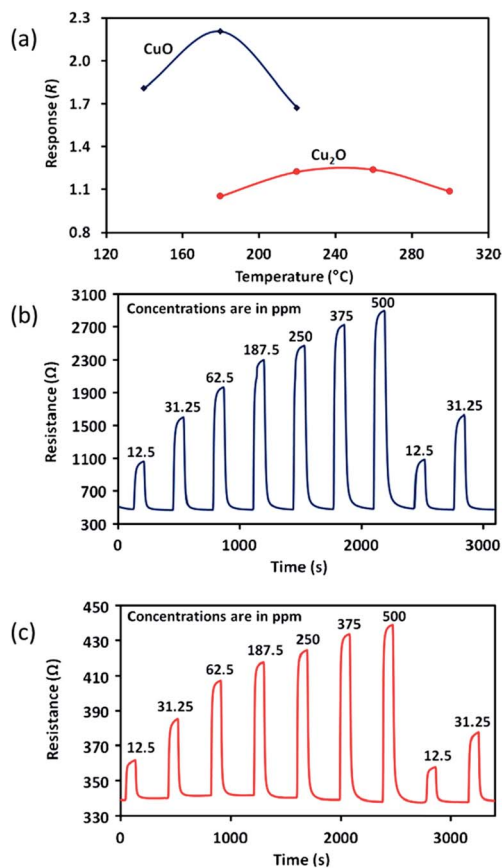 (a)
2.3
2.0
1.7
1.4
1.1
0.8
Response (R)
CuO
Cu₂O
120 160 200 240 280 320
Temperature (°C)
(b)
3100
2700
2300
1900
1500
1100
700
300
Resistance (Ω)
Concentrations are in ppm
12.5 31.25 62.5 187.5 250 375 500 12.5 31.25
0 1000 2000 3000
Time (s)
(c)
450
430
410
390
370
350
330
Resistance (Ω)
Concentrations are in ppm
12.5 31.25 62.5 187.5 250 375 500 12.5 31.25
0 1000 2000 3000
Time (s)